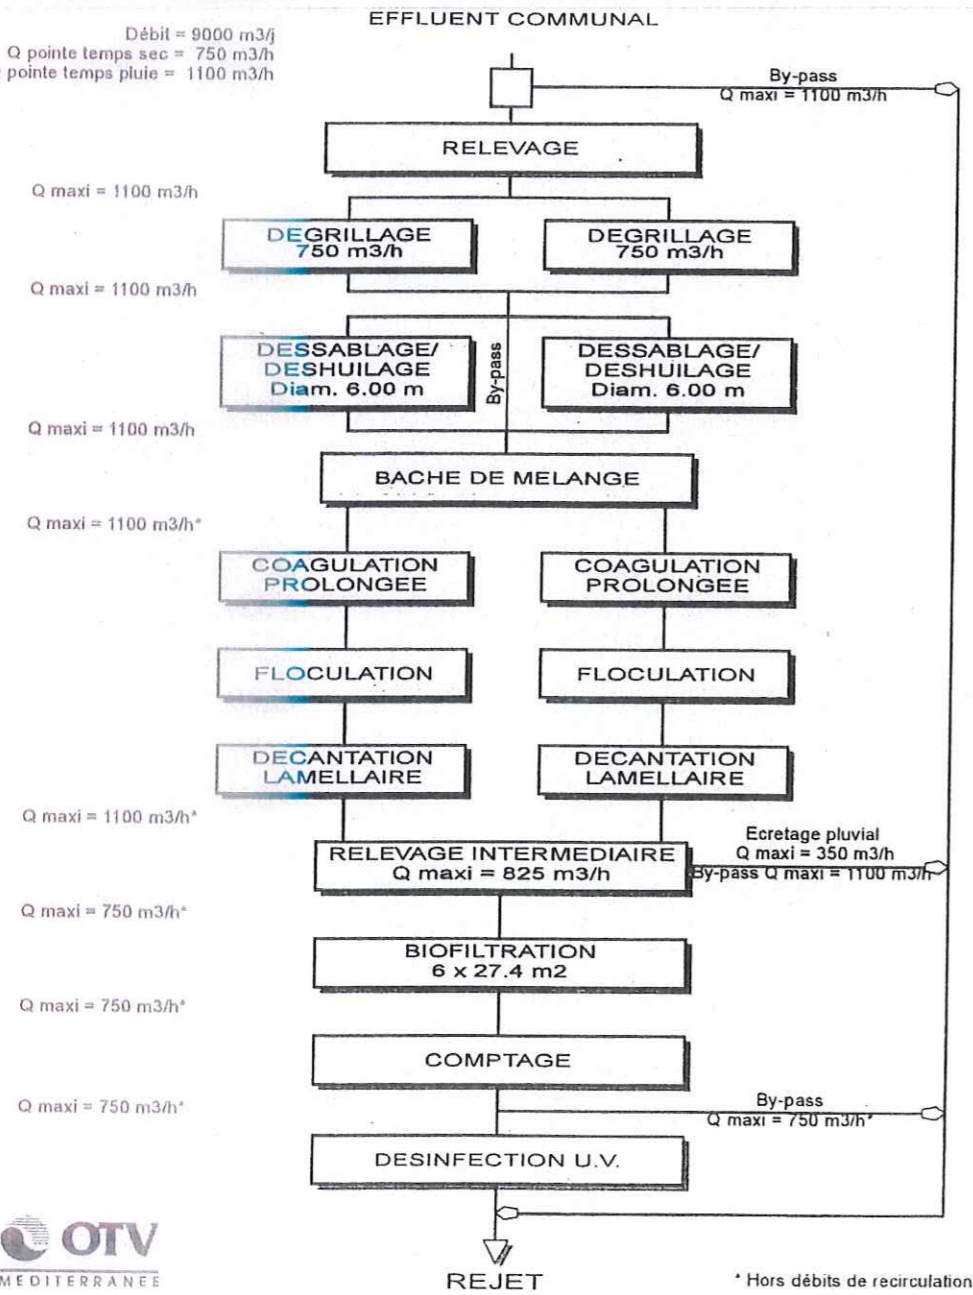 EFFLUENT COMMUNAL
Débit = 9000 m3/j
Q pointe temps sec = 750 m3/h
pointe temps pluie = 1100 m3/h
By-pass
Q maxi = 1100 m3/h
RELEVAGE
Q maxi = 1100 m3/h
DEGRILLAGE
750 m3/h
DEGRILLAGE
750 m3/h
Q maxi = 1100 m3/h
DESSABLAGE/
DESHUILAGE
Diam. 6.00 m
By-pass
DESSABLAGE/
DESHUILAGE
Diam. 6.00 m
Q maxi = 1100 m3/h
BACHE DE MELANGE
Q maxi = 1100 m3/h*
COAGULATION
PROLONGEE
COAGULATION
PROLONGEE
FLOCULATION
FLOCULATION
DECANTATION
LAMELLAIRE
DECANTATION
LAMELLAIRE
Q maxi = 1100 m3/h*
RELEVAGE INTERMEDIAIRE
Q maxi = 825 m3/h
Ecretage pluvial
Q maxi = 350 m3/h
By-pass Q maxi = 1100 m3/h*
Q maxi = 750 m3/h*
BIOFILTRATION
6 x 27.4 m2
Q maxi = 750 m3/h*
COMPTAGE
Q maxi = 750 m3/h*
By-pass
Q maxi = 750 m3/h*
DESINFECTION U.V.
OTV
MEDITERRANEE
REJET
* Hors débits de recirculation